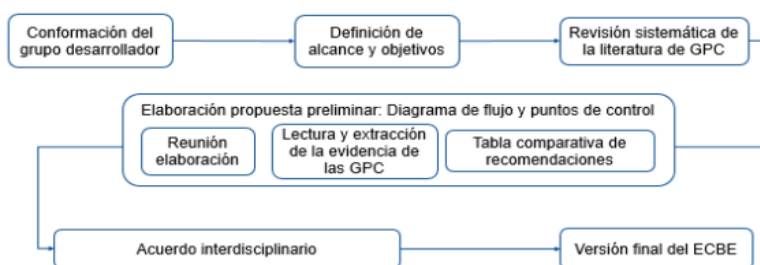 Conformación del
grupo desarrollador
Definición de
alcance y objetivos
Revisión sistemática de
la literatura de GPC
Elaboración propuesta preliminar: Diagrama de flujo y puntos de control
Reunión
elaboración
Lectura y extracción
de la evidencia de
las GPC
Tabla comparativa de
recomendaciones
Acuerdo interdisciplinario
Versión final del ECBE